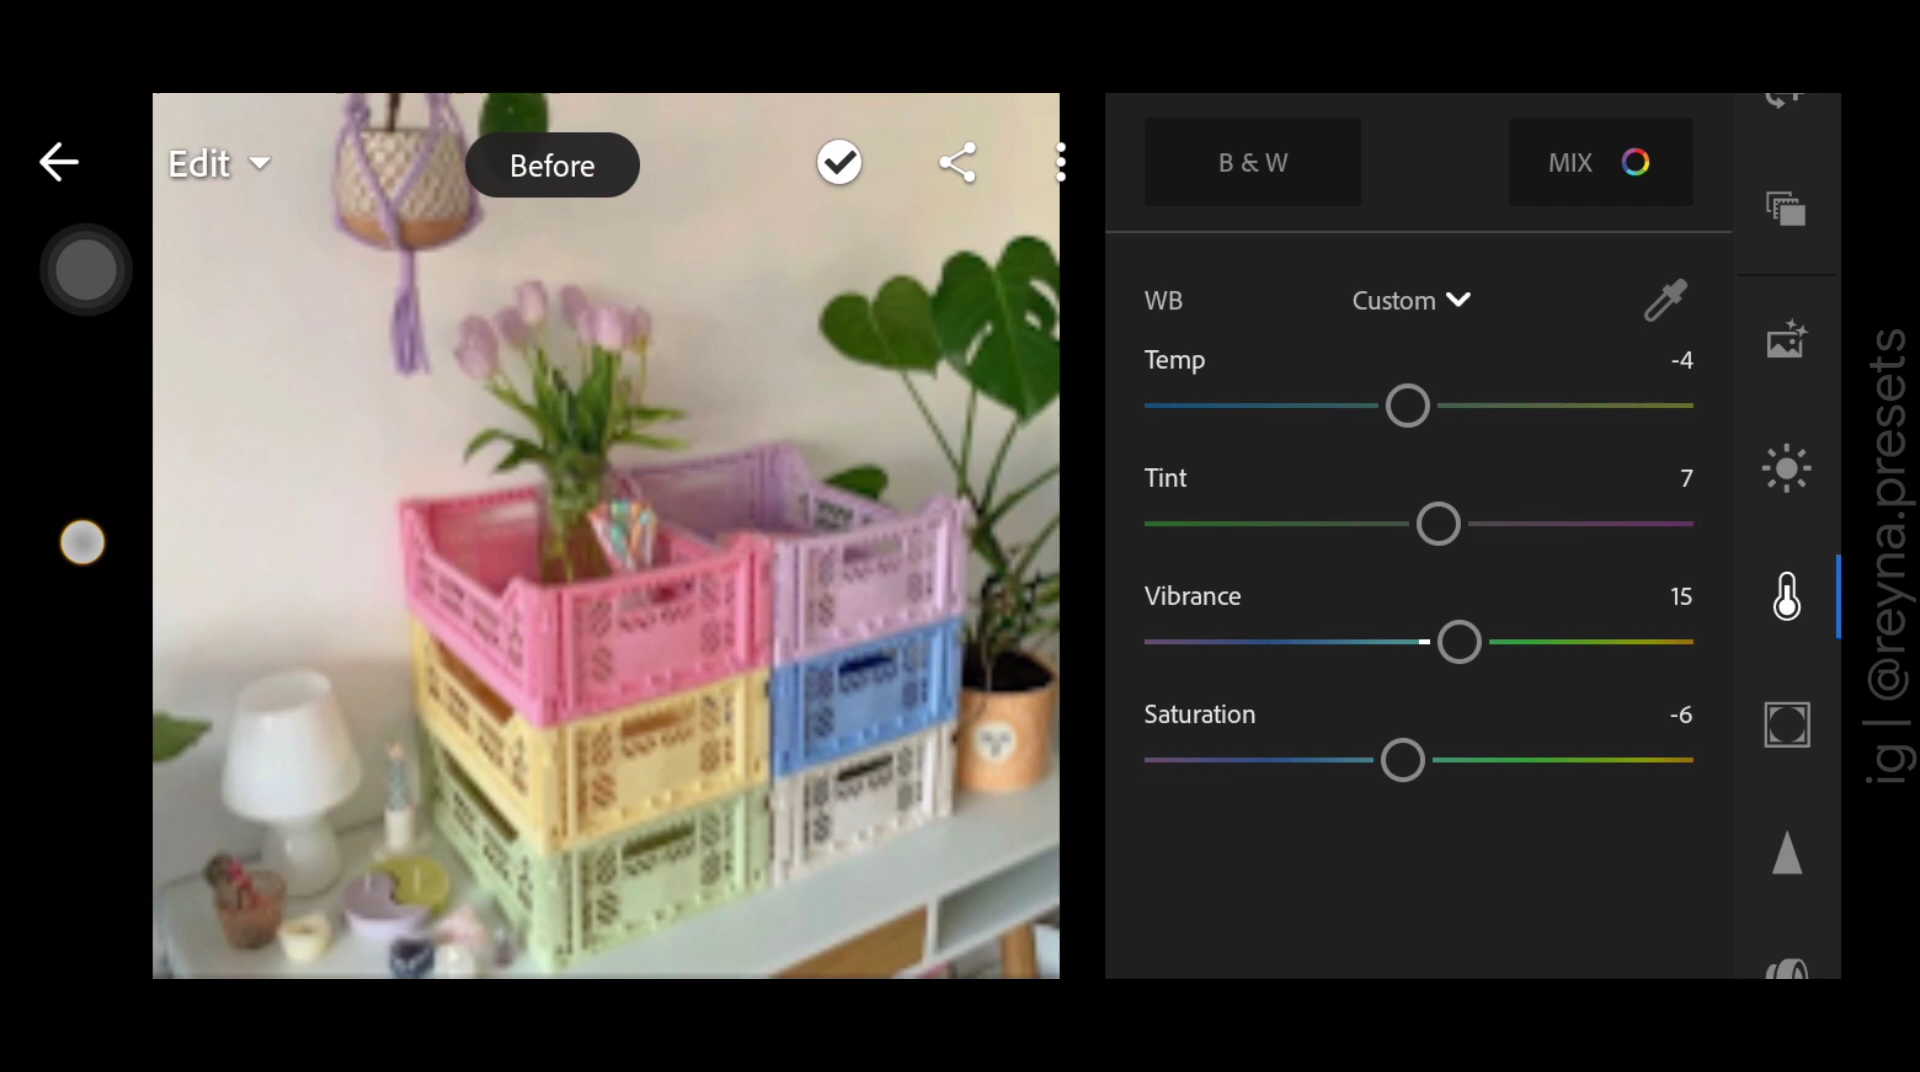 Edit
Before
B & W
MIX
WB
Custom
Temp
-4
Tint
7
Vibrance
15
Saturation
-6
ig | @reyna.presets